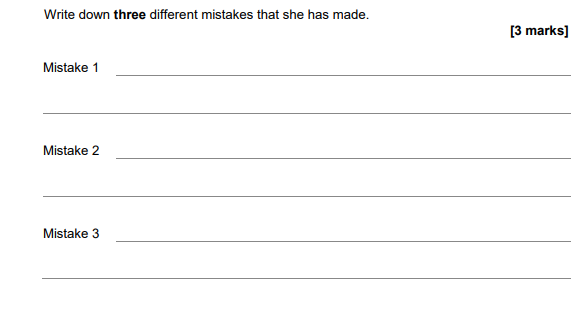 Write down three different mistakes that she has made.
[3 marks]
Mistake 1
Mistake 2
Mistake 3